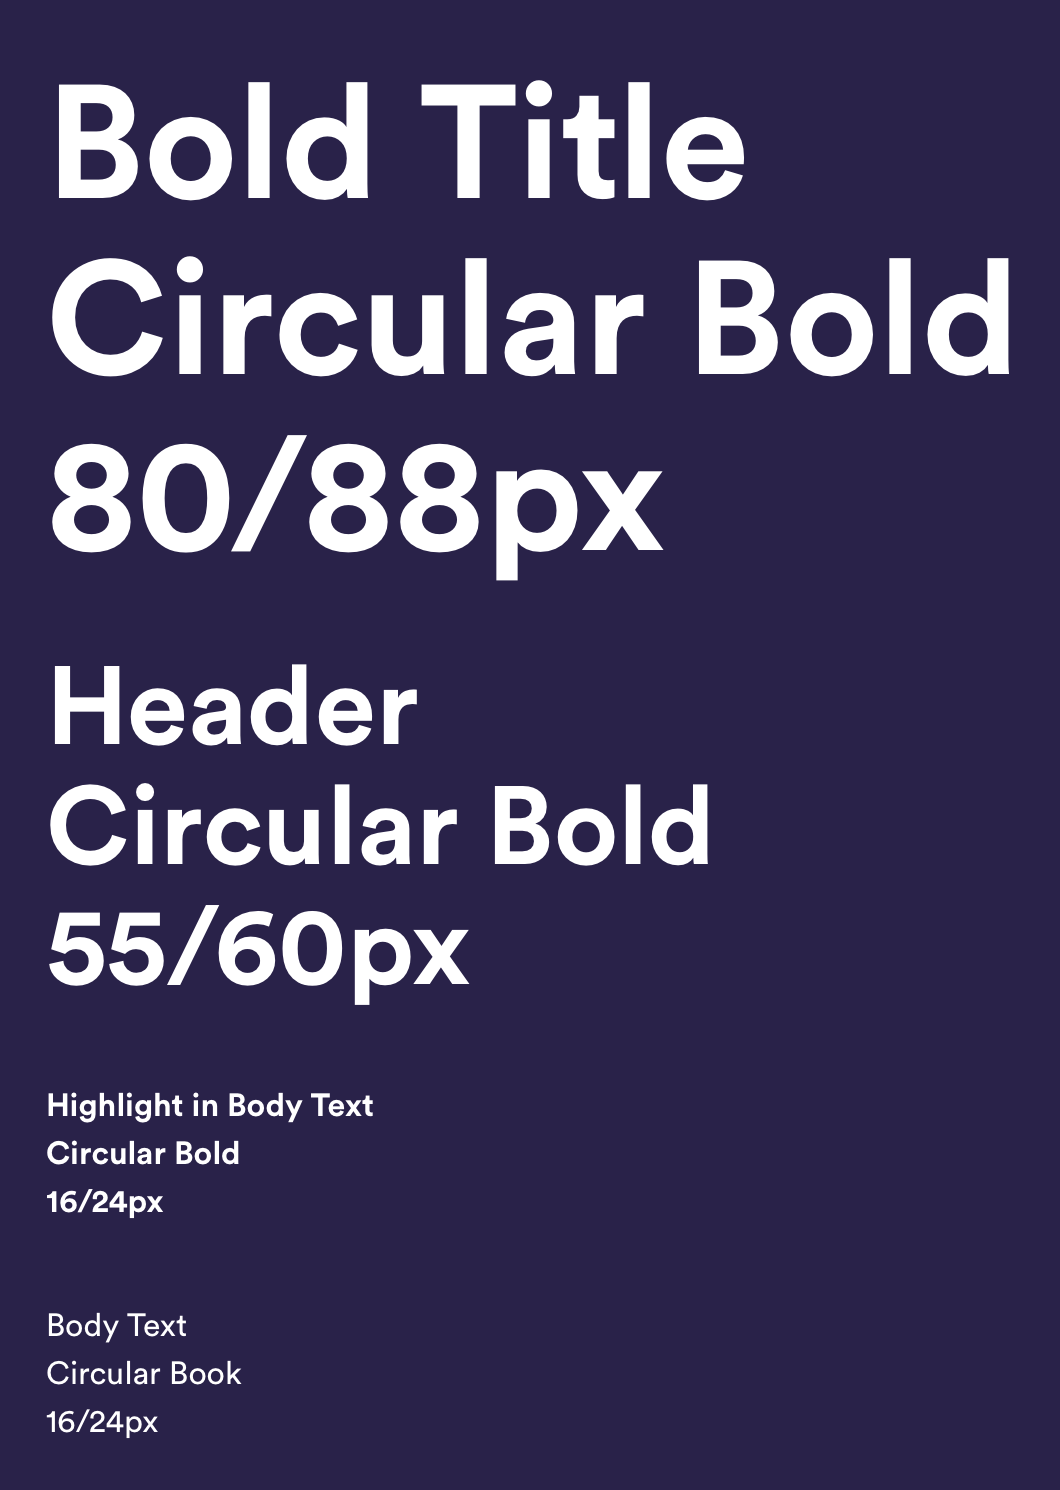 Bold Title
Circular Bold
80/88px
Header
Circular Bold
55/60px
Highlight in Body Text
Circular Bold
16/24px
Body Text
Circular Book
16/24px